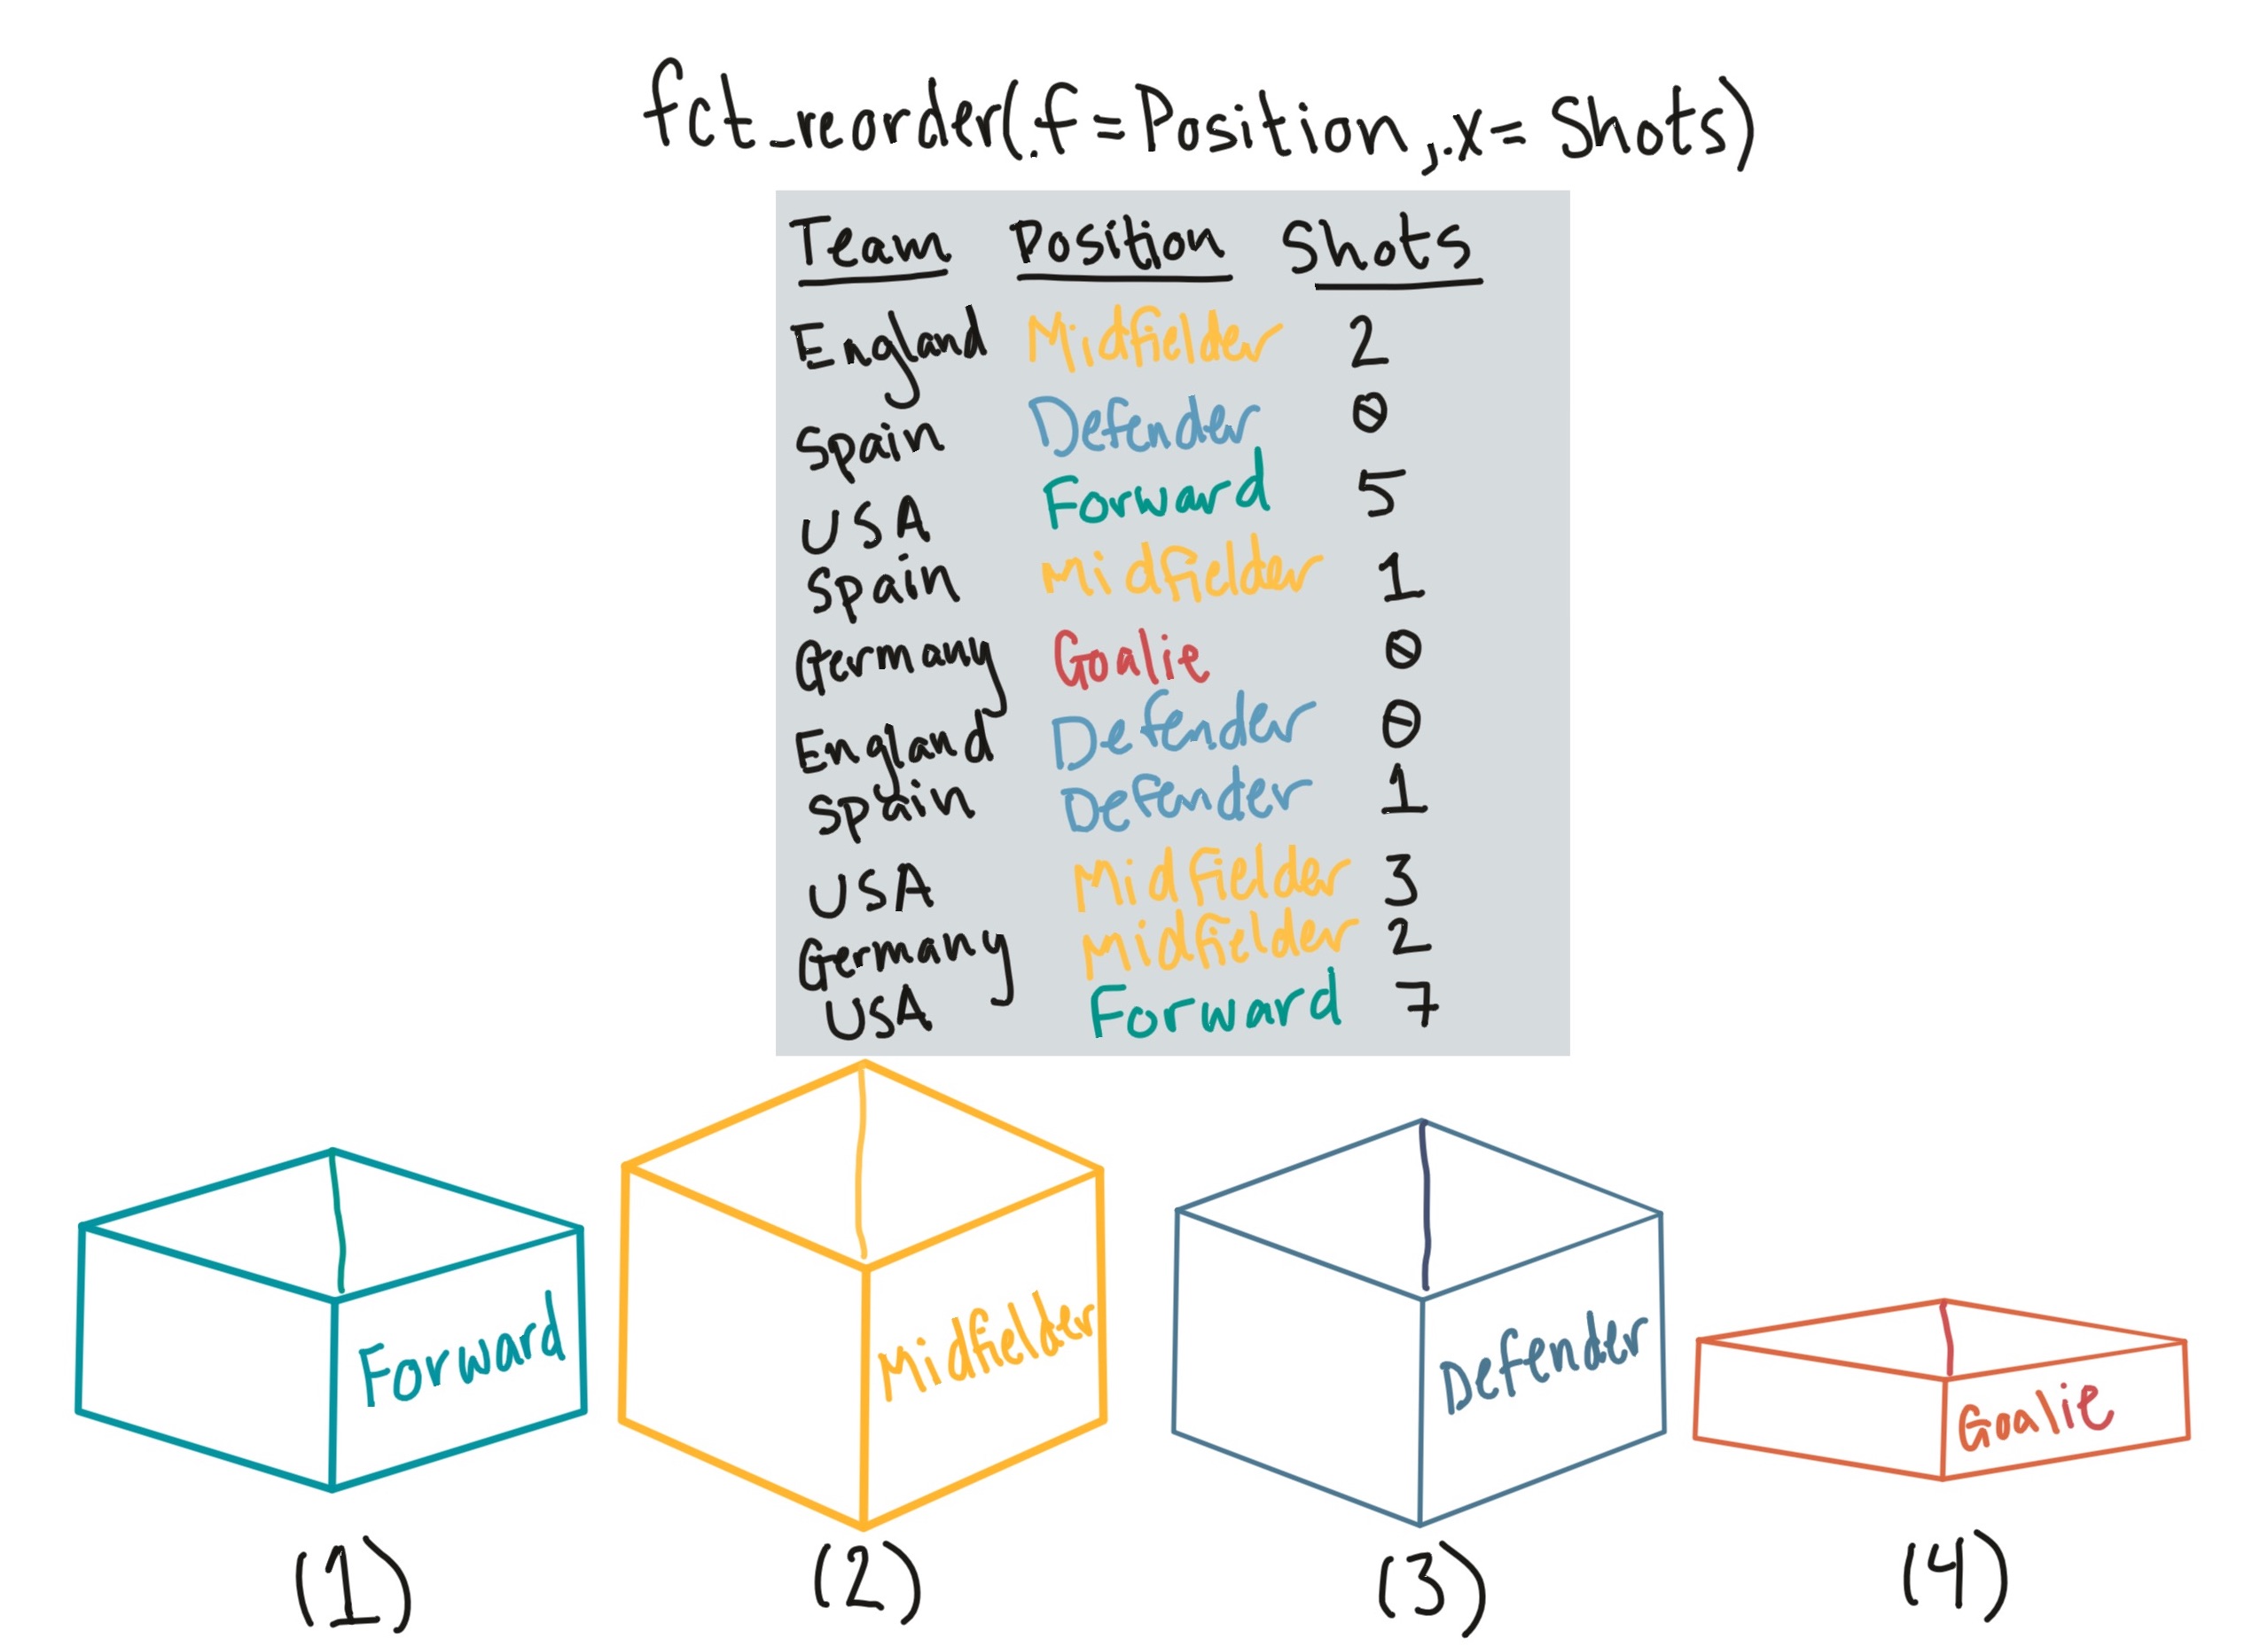 fct_reorder(.f = Position, .x = Shots)
Team Position Shots
England Midfielder 2
Spain Defender 0
USA Forward 5
Spain Midfielder 1
Germany Goalie 0
England Defender 0
Spain Defender 1
USA Midfielder 3
Germany Midfielder 2
USA Forward 7
Forward Midfielder Defender Goalie
(1) (2) (3) (4)